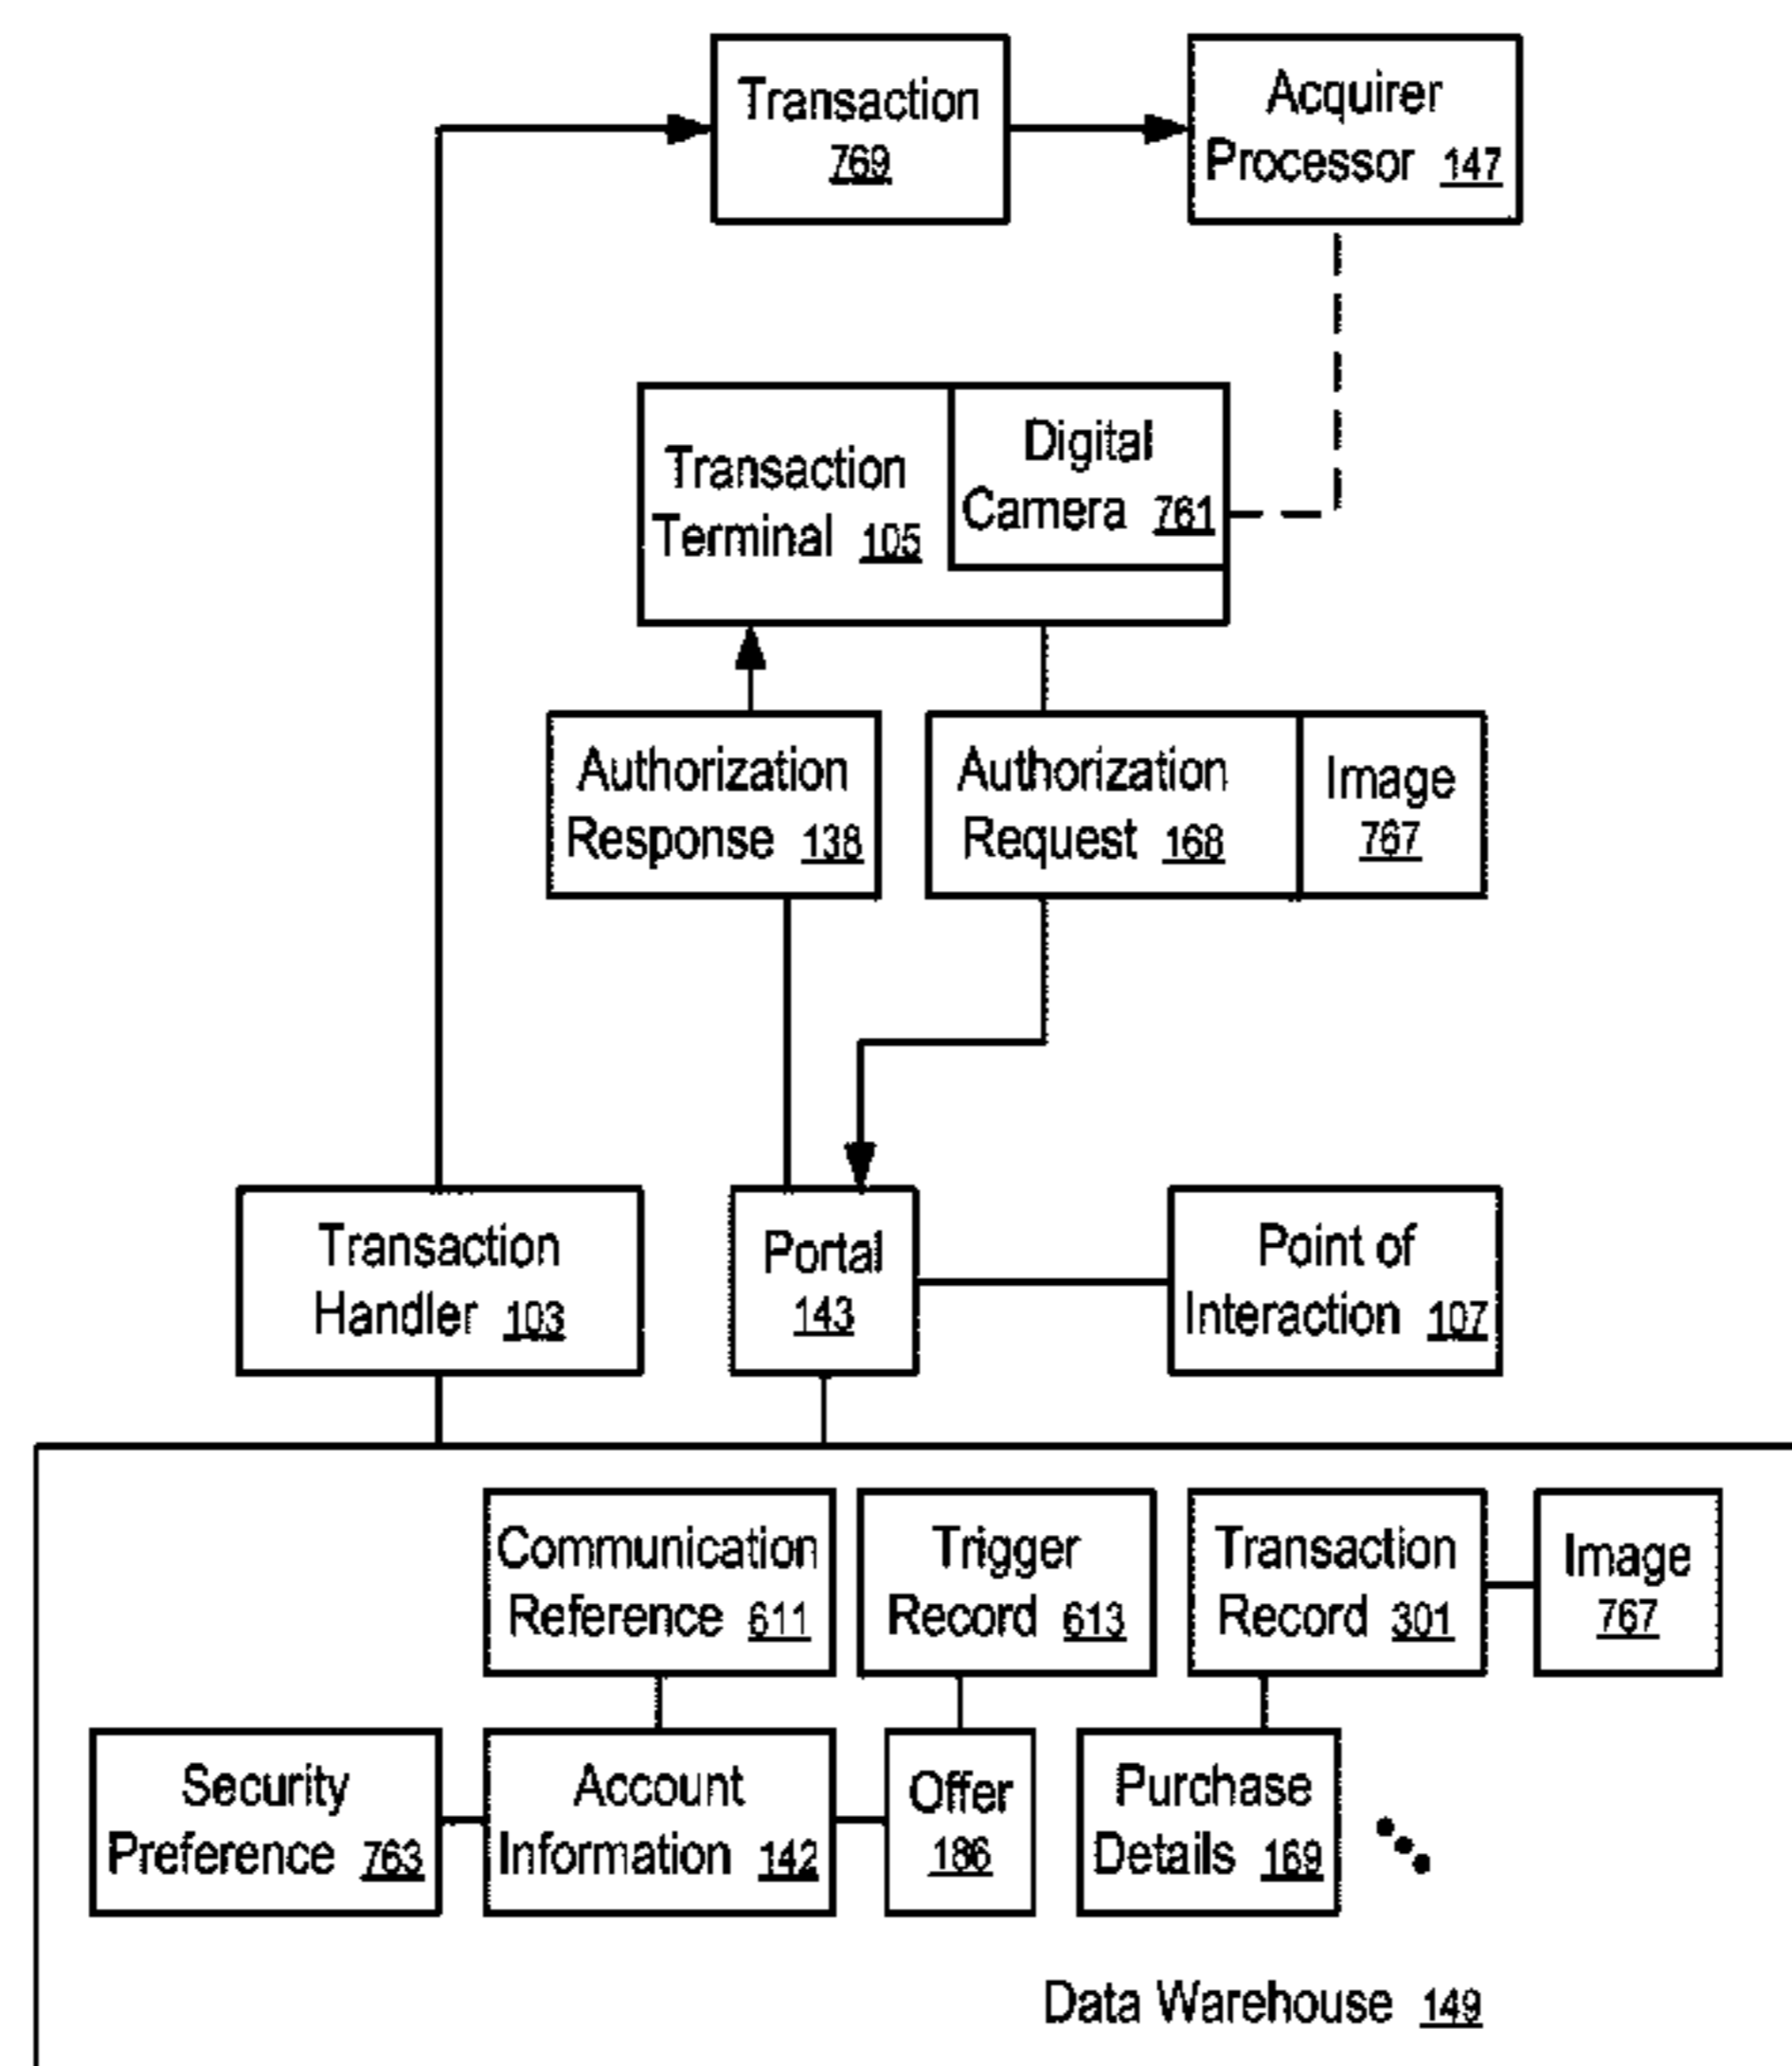 Transaction
769
Acquirer
Processor 147
Transaction
Terminal 105
Digital
Camera 761
Authorization
Response 138
Authorization
Request 168
Image
767
Transaction
Handler 103
Portal
143
Point of
Interaction 107
Communication
Reference 611
Trigger
Record 613
Transaction
Record 301
Image
767
Security
Preference 763
Account
Information 142
Offer
186
Purchase
Details 169
Data Warehouse 149